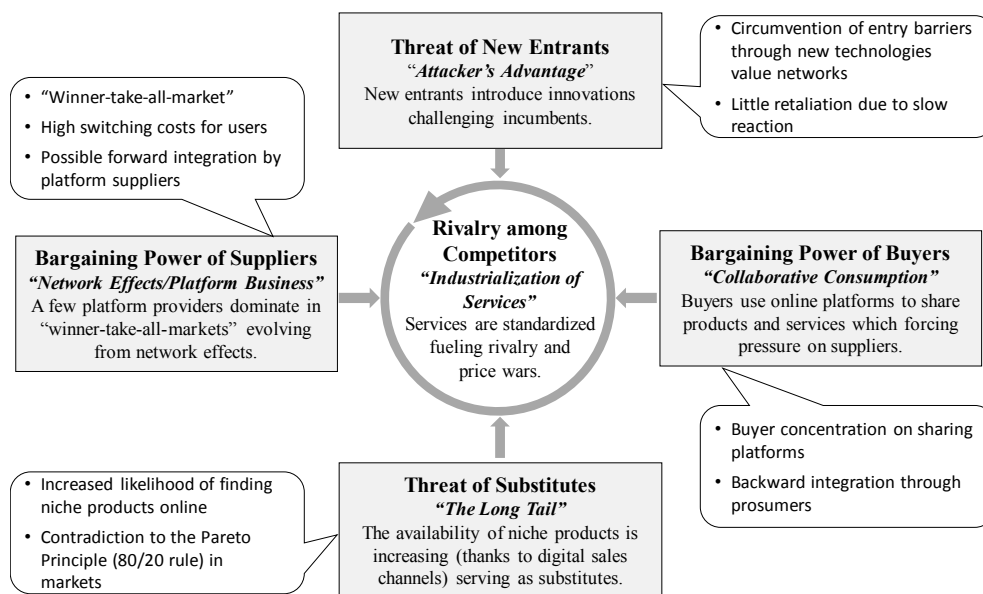 Threat of New Entrants
“Attacker’s Advantage”
New entrants introduce innovations
challenging incumbents.
• Circumvention of entry barriers
through new technologies
value networks
• Little retaliation due to slow
reaction
• “Winner-take-all-market”
• High switching costs for users
• Possible forward integration by
platform suppliers
Bargaining Power of Suppliers
“Network Effects/Platform Business”
A few platform providers dominate in
“winner-take-all-markets” evolving
from network effects.
Rivalry among
Competitors
“Industrialization of
Services”
Services are standardized
fueling rivalry and
price wars.
Bargaining Power of Buyers
“Collaborative Consumption”
Buyers use online platforms to share
products and services which forcing
pressure on suppliers.
• Buyer concentration on sharing
platforms
• Backward integration through
prosumers
• Increased likelihood of finding
niche products online
• Contradiction to the Pareto
Principle (80/20 rule) in
markets
Threat of Substitutes
“The Long Tail”
The availability of niche products is
increasing (thanks to digital sales
channels) serving as substitutes.